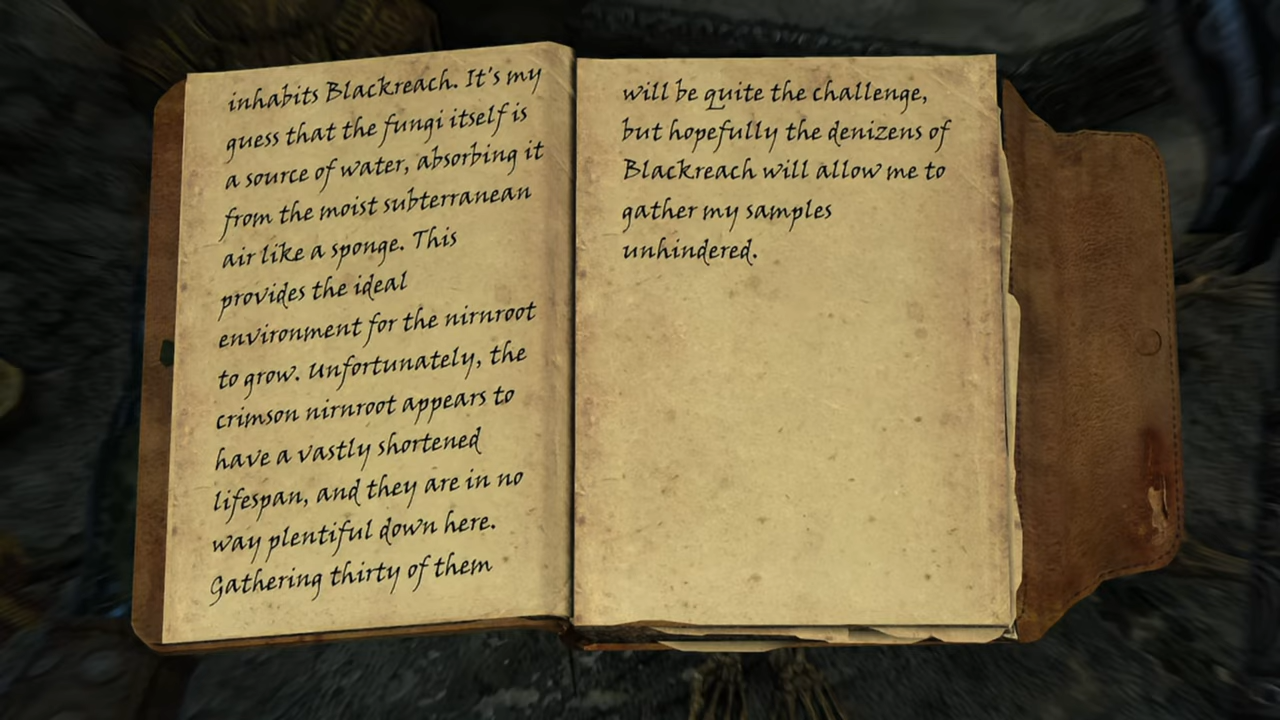 inhabits Blackreach. It's my
guess that the fungi itself is
a source of water, absorbing it
from the moist subterranean
air like a sponge. This
provides the ideal
environment for the nirnroot
to grow. Unfortunately, the
crimson nirnroot appears to
have a vastly shortened
lifespan, and they are in no
way plentiful down here.
Gathering thirty of them
will be quite the challenge,
but hopefully the denizens of
Blackreach will allow me to
gather my samples
unhindered.